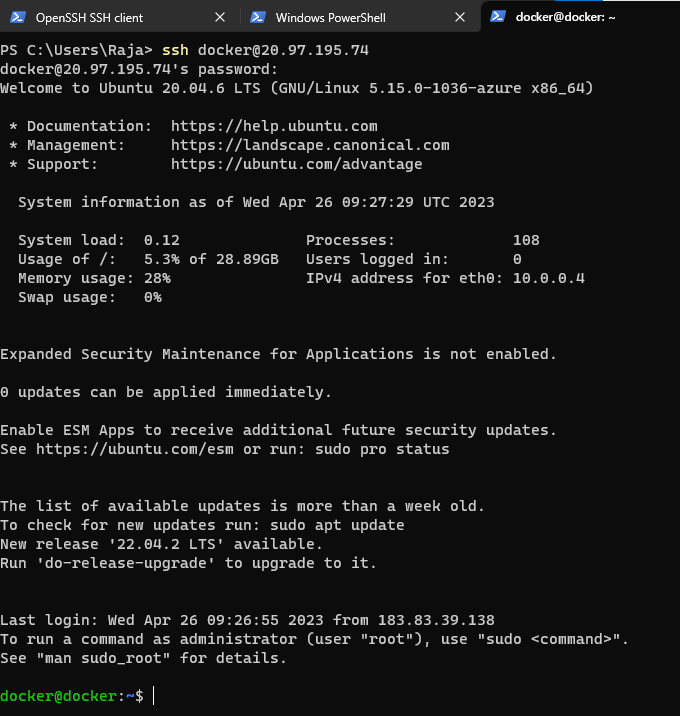 OpenSSH SSH client
Windows PowerShell
docker@docker: ~
PS C:\Users\Raja> ssh docker@20.97.195.74
docker@20.97.195.74's password:
Welcome to Ubuntu 20.04.6 LTS (GNU/Linux 5.15.0-1036-azure x86_64)
* Documentation:  https://help.ubuntu.com
* Management:     https://landscape.canonical.com
* Support:        https://ubuntu.com/advantage
System information as of Wed Apr 26 09:27:29 UTC 2023
System load:  0.12               Processes:             108
Usage of /:   5.3% of 28.89GB   Users logged in:       0
Memory usage: 28%               IPv4 address for eth0: 10.0.0.4
Swap usage:   0%
Expanded Security Maintenance for Applications is not enabled.
0 updates can be applied immediately.
Enable ESM Apps to receive additional future security updates.
See https://ubuntu.com/esm or run: sudo pro status
The list of available updates is more than a week old.
To check for new updates run: sudo apt update
New release '22.04.2 LTS' available.
Run 'do-release-upgrade' to upgrade to it.
Last login: Wed Apr 26 09:26:55 2023 from 183.83.39.138
To run a command as administrator (user "root"), use "sudo <command>".
See "man sudo_root" for details.
docker@docker:~$